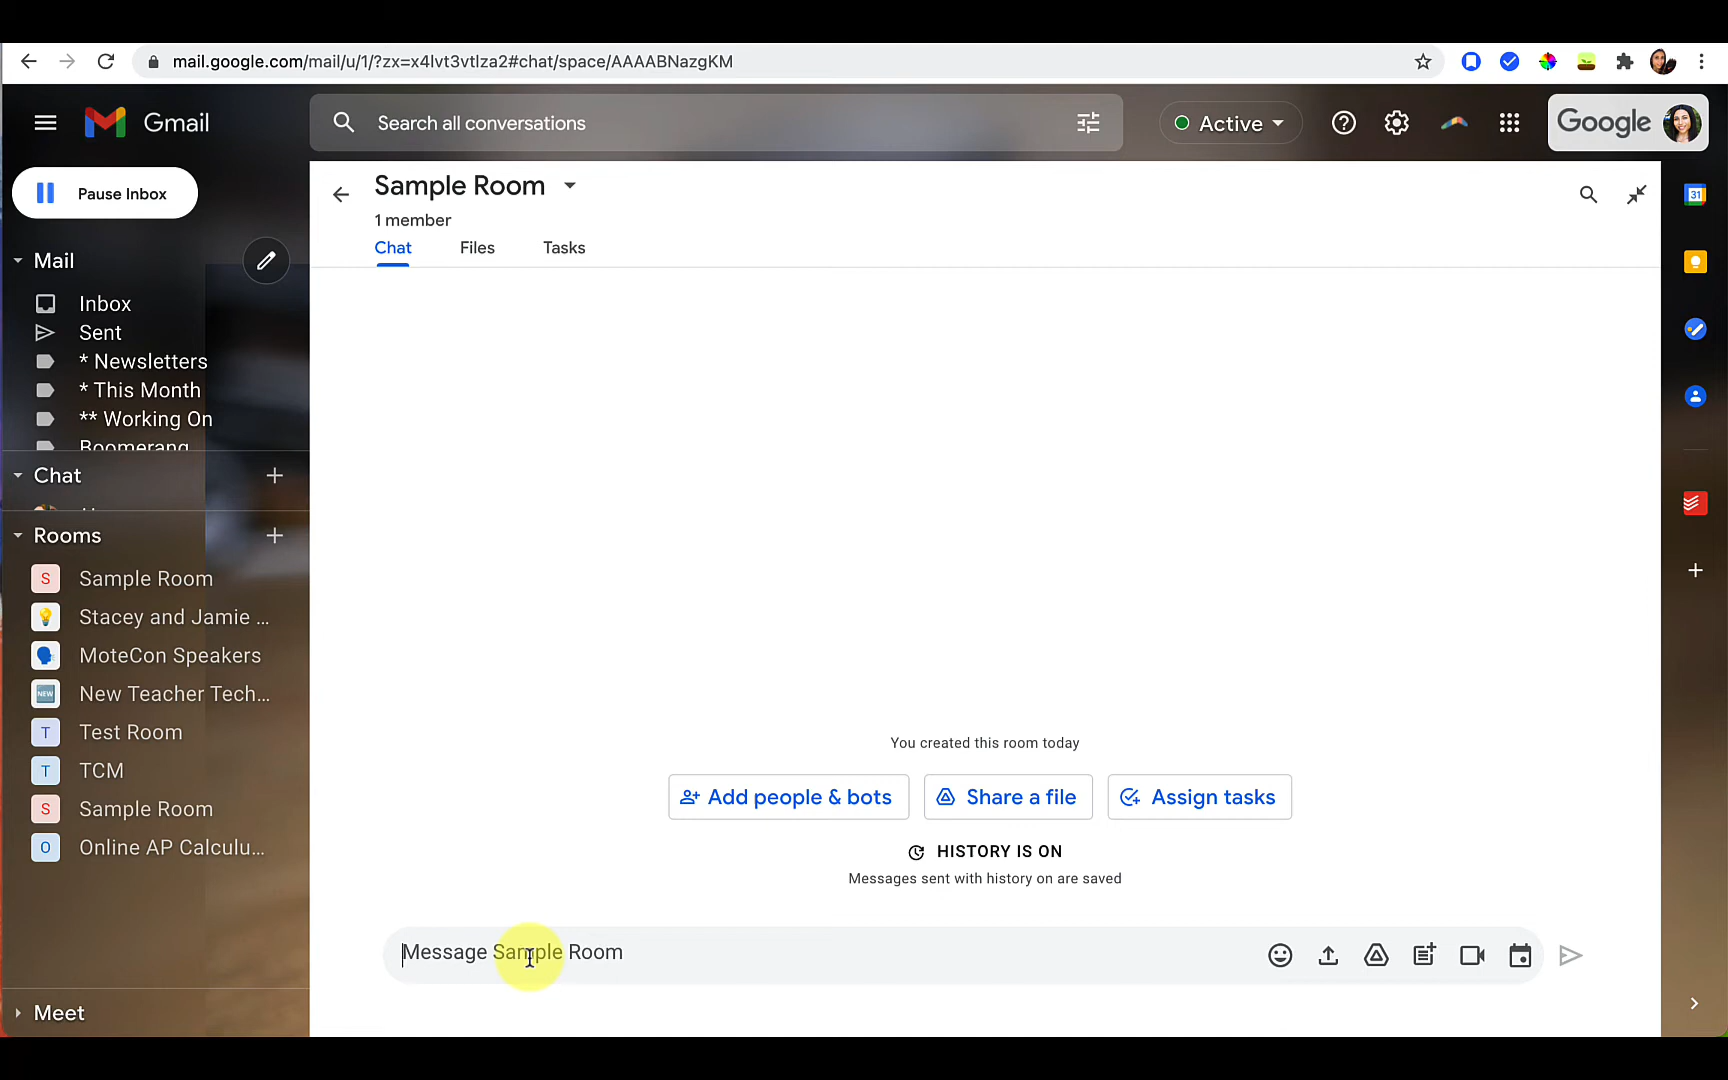 mail.google.com/mail/u/1/?zx=x4lvt3vtlza2#chat/space/AAAABNazgKM
Gmail
Search all conversations
Active
Google
Pause Inbox
Mail
Inbox
Sent
* Newsletters
* This Month
** Working On
Boomerang
Chat
Rooms
S Sample Room
Stacey and Jamie ...
MoteCon Speakers
NEW New Teacher Tech...
T Test Room
T TCM
S Sample Room
O Online AP Calculu...
Meet
Sample Room
1 member
Chat Files Tasks
You created this room today
Add people & bots Share a file Assign tasks
HISTORY IS ON
Messages sent with history on are saved
Message Sample Room
31